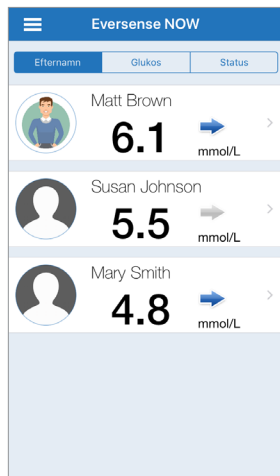 Eversense NOW
Efternamn Glukos Status
Matt Brown
6.1 mmol/L
Susan Johnson
5.5 mmol/L
Mary Smith
4.8 mmol/L